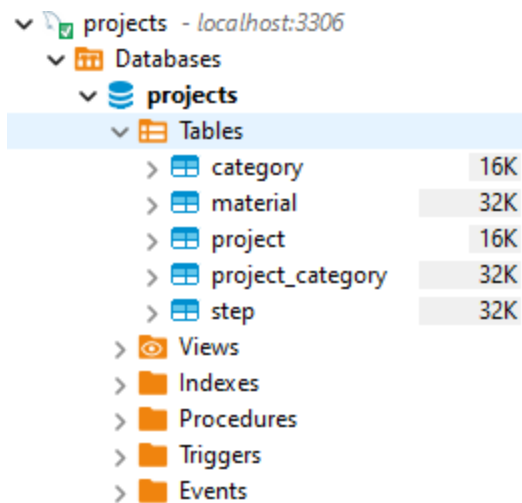 projects - localhost:3306
Databases
projects
Tables
category 16K
material 32K
project 16K
project_category 32K
step 32K
Views
Indexes
Procedures
Triggers
Events